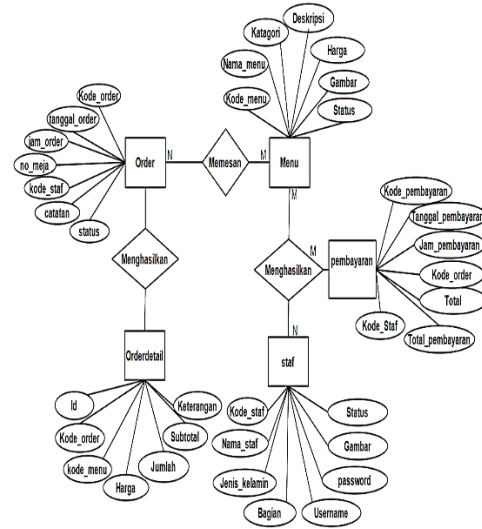 Deskripsi
Katagori
Harga
Nama_menu
Gambar
Kode_menu
Status
Kode_order
tanggal_order
jam_order
no_meja
kode_staf
catatan
status
Order
N
Memesan
M
Menu
M
Menghasilkan
Menghasilkan
M
N
pembayaran
Kode_pembayaran
Tanggal_pembayaran
Jam_pembayaran
Kode_order
Total
Total_pembayaran
Kode_Staf
Orderdetail
Id
Kode_order
kode_menu
Harga
Jumlah
Subtotal
Keterangan
staf
Kode_staf
Nama_staf
Jenis_kelamin
Bagian
Username
password
Gambar
Status